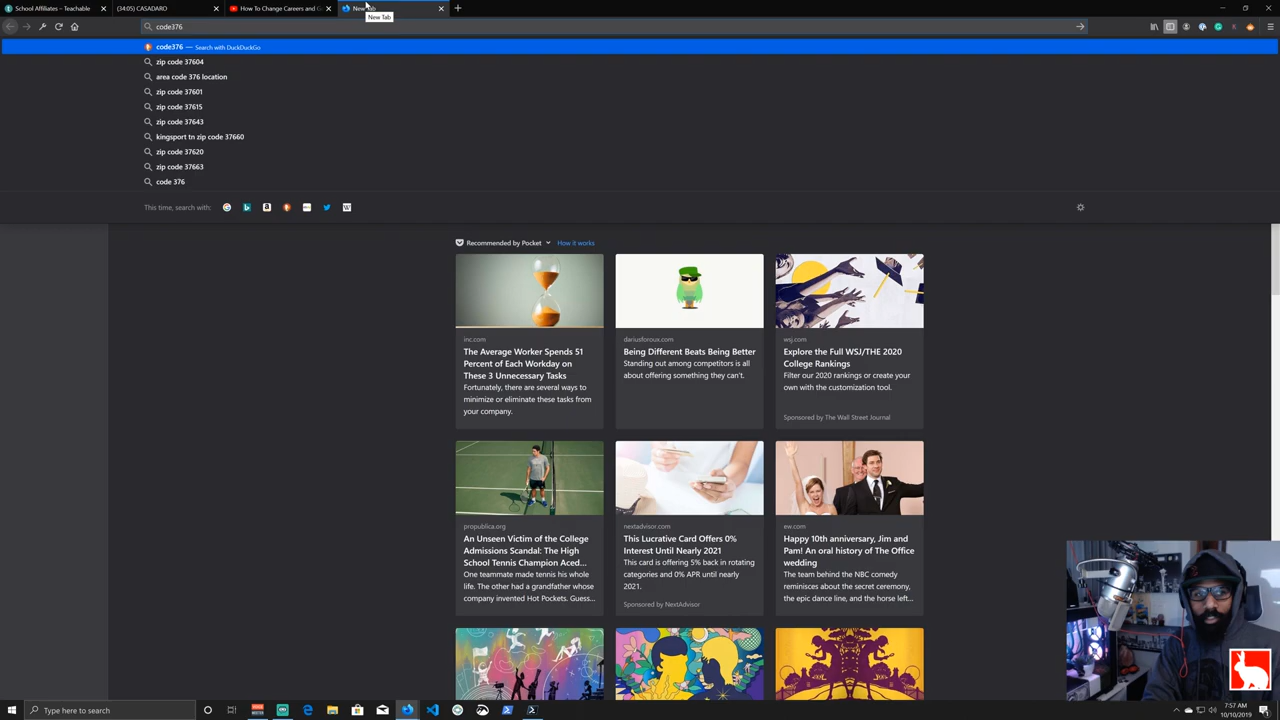 School Affiliates – Teachable
(34:05) CASADARO
How To Change Careers and G
New Tab
New Tab
code376
code376 — Search with DuckDuckGo
zip code 37604
area code 376 location
zip code 37601
zip code 37615
zip code 37643
kingsport tn zip code 37660
zip code 37620
zip code 37663
code 376
This time, search with:
Recommended by Pocket
How it works
inc.com
The Average Worker Spends 51
Percent of Each Workday on
These 3 Unnecessary Tasks
Fortunately, there are several ways to
minimize or eliminate these tasks from
your company.
dariusforoux.com
Being Different Beats Being Better
Standing out among competitors is all
about offering something they can't.
wsj.com
Explore the Full WSJ/THE 2020
College Rankings
Filter our 2020 rankings or create your
own with the customization tool.
Sponsored by The Wall Street Journal
propublica.org
An Unseen Victim of the College
Admissions Scandal: The High
School Tennis Champion Aced...
One teammate made tennis his whole
life. The other had a grandfather whose
company invented Hot Pockets. Guess...
nextadvisor.com
This Lucrative Card Offers 0%
Interest Until Nearly 2021
This card is offering 5% back in rotating
categories and 0% APR until nearly
2021.
Sponsored by NextAdvisor
ew.com
Happy 10th anniversary, Jim and
Pam! An oral history of The Office
wedding
The team behind the NBC comedy
reminisces about the secret ceremony,
the epic dance line, and the horse left...
Type here to search
7:57 AM
10/10/2019